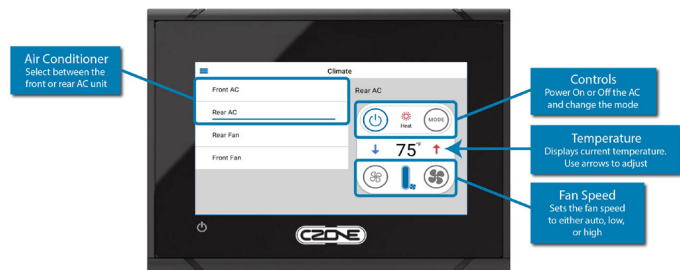 Air Conditioner
Select between the
front or rear AC unit
Climate
Front AC
Rear AC
Rear Fan
Front Fan
Rear AC
Heat
MODE
75°F
CZONE
Controls
Power On or Off the AC
and change the mode
Temperature
Displays current temperature.
Use arrows to adjust
Fan Speed
Sets the fan speed
to either auto, low,
or high